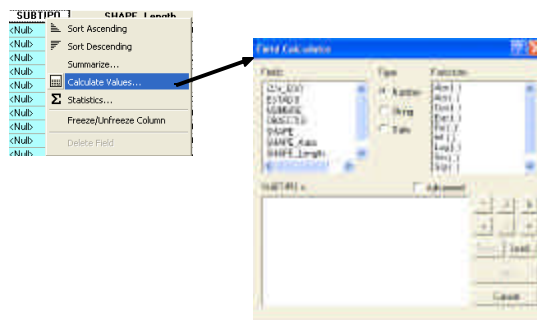 SUBTIPO ] SHAPE_Length
<Null>
<Null>
<Null>
<Null>
<Null>
<Null>
<Null>
<Null>
<Null>
<Null>
Sort Ascending
Sort Descending
Summarize...
Calculate Values...
Σ Statistics...
Freeze/Unfreeze Column
Delete Field
Field Calculator
Fields
Type
Functions
ESTADO
NOMBRE
OBJECTID
SHAPE
SHAPE_Area
SHAPE_Length
Number
String
Date
Abs( )
Atn( )
Cos( )
Exp( )
Fix( )
Int( )
Log( )
Sin( )
Sqr( )
SUBTIPO =
Advanced
Load...
Cancel